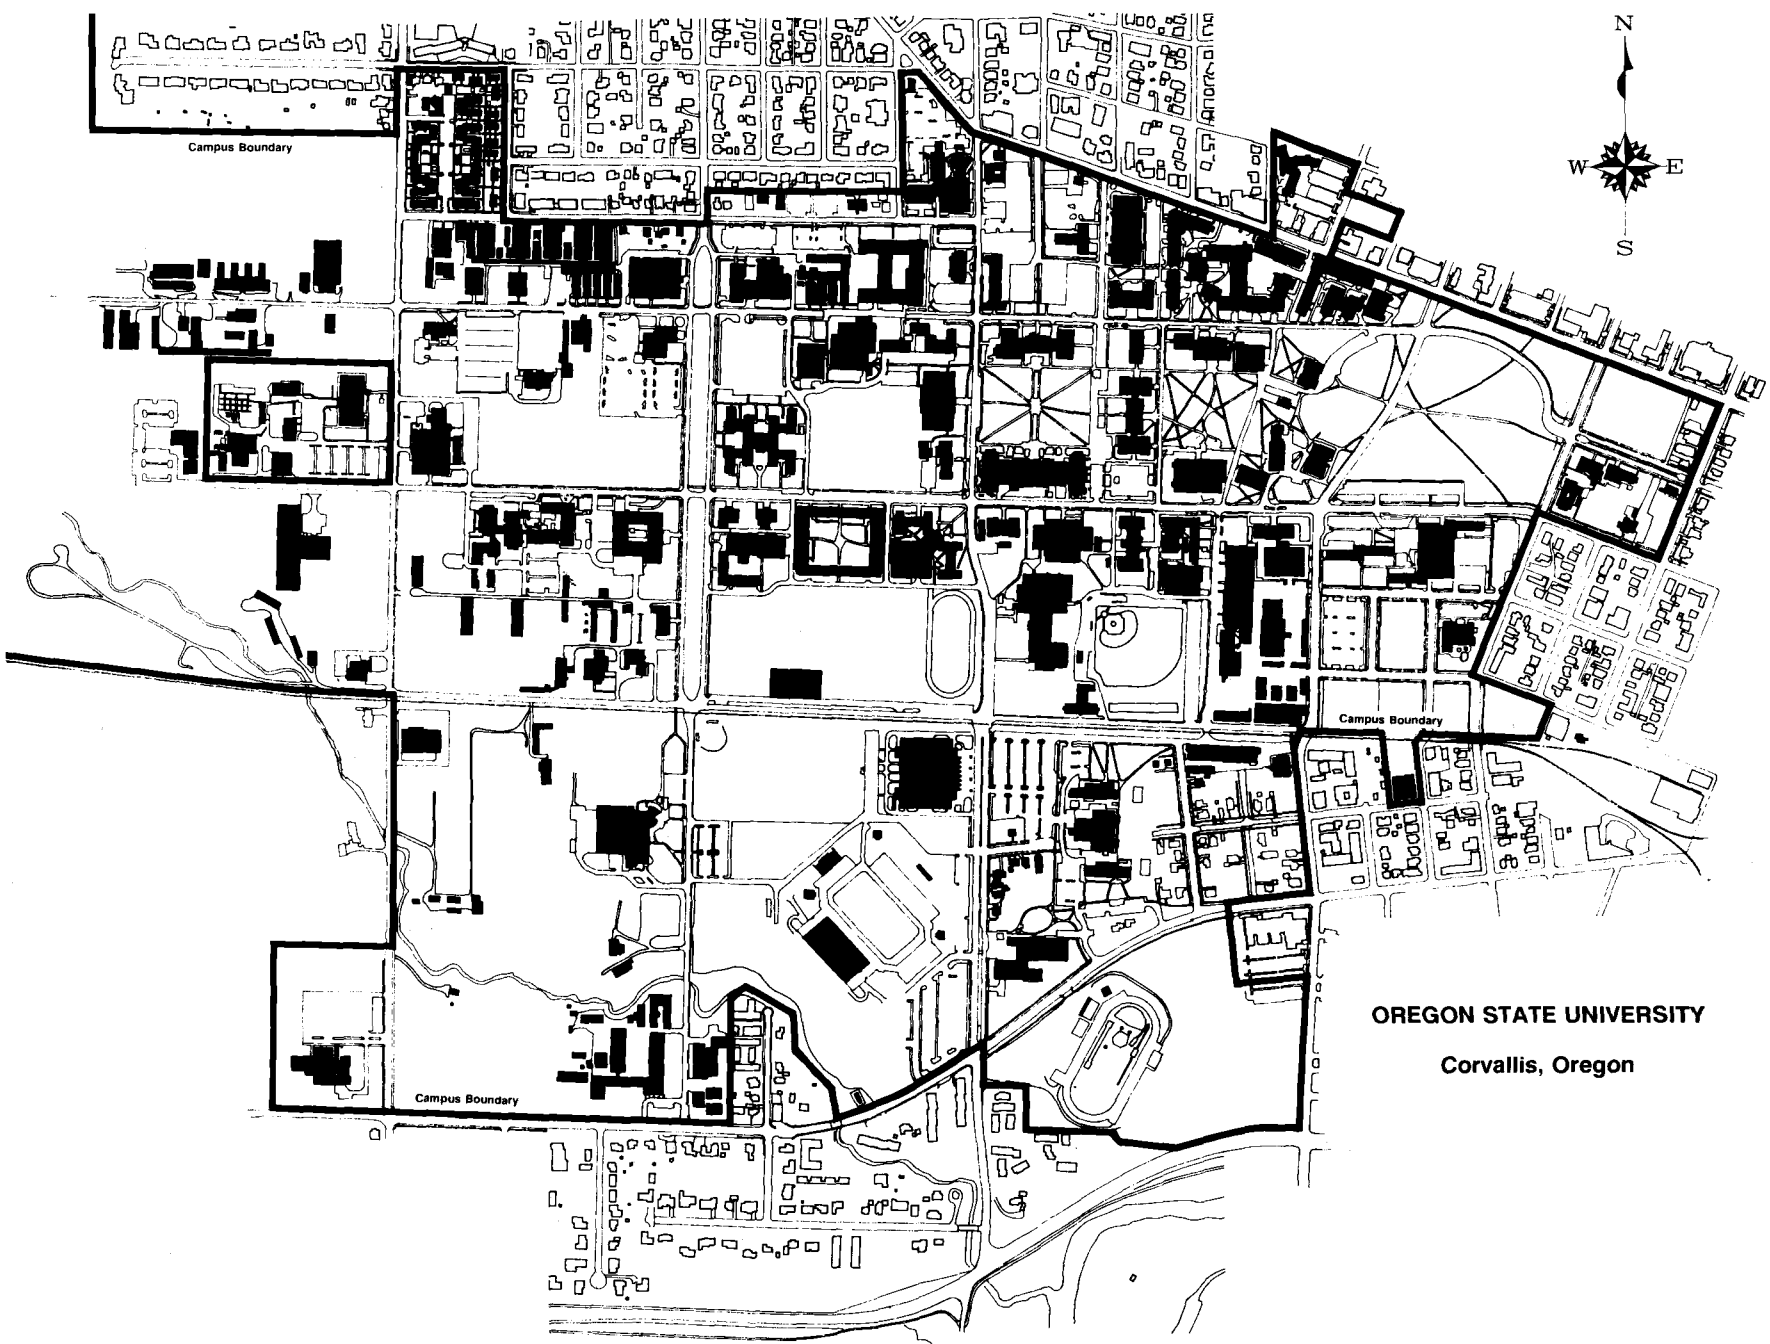 N
Campus Boundary
W
E
S
Campus Boundary
OREGON STATE UNIVERSITY
Corvallis, Oregon
Campus Boundary